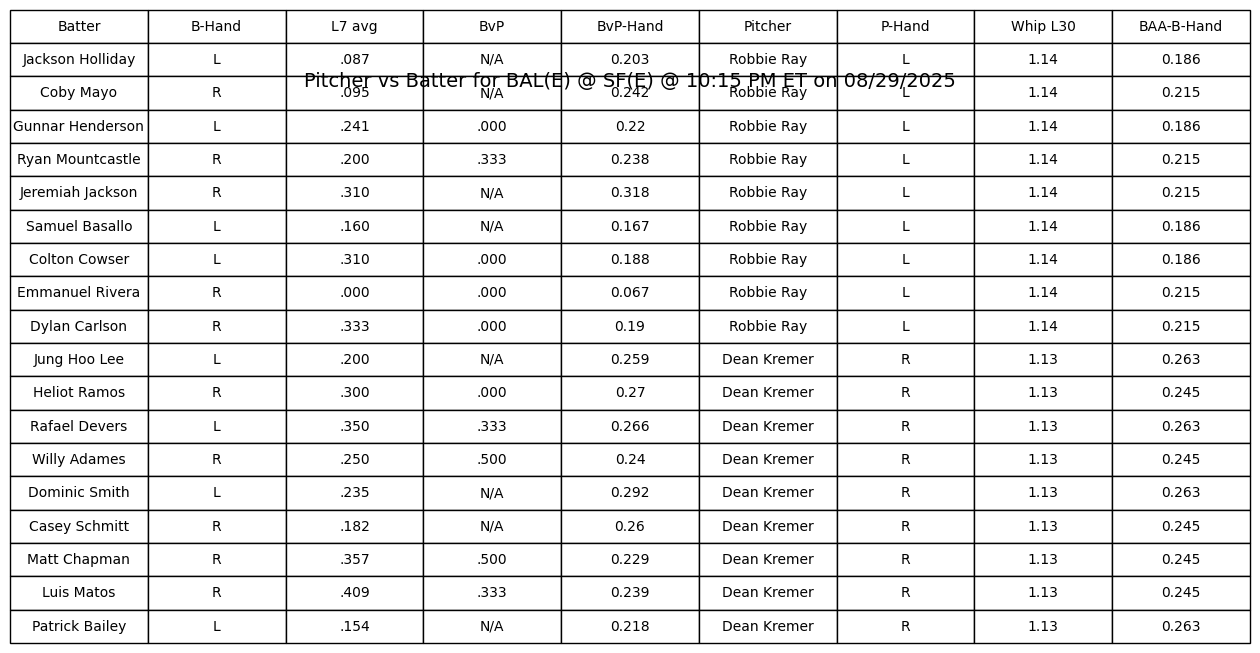 Batter B-Hand L7 avg BvP BvP-Hand Pitcher P-Hand Whip L30 BAA-B-Hand
Jackson Holliday L .087 N/A 0.203 Robbie Ray L 1.14 0.186
Pitcher vs Batter for BAL(E) @ SF(E) @ 10:15 PM ET on 08/29/2025
Coby Mayo R .095 N/A 0.242 Robbie Ray L 1.14 0.215
Gunnar Henderson L .241 .000 0.22 Robbie Ray L 1.14 0.186
Ryan Mountcastle R .200 .333 0.238 Robbie Ray L 1.14 0.215
Jeremiah Jackson R .310 N/A 0.318 Robbie Ray L 1.14 0.215
Samuel Basallo L .160 N/A 0.167 Robbie Ray L 1.14 0.186
Colton Cowser L .310 .000 0.188 Robbie Ray L 1.14 0.186
Emmanuel Rivera R .000 .000 0.067 Robbie Ray L 1.14 0.215
Dylan Carlson R .333 .000 0.19 Robbie Ray L 1.14 0.215
Jung Hoo Lee L .200 N/A 0.259 Dean Kremer R 1.13 0.263
Heliot Ramos R .300 .000 0.27 Dean Kremer R 1.13 0.245
Rafael Devers L .350 .333 0.266 Dean Kremer R 1.13 0.263
Willy Adames R .250 .500 0.24 Dean Kremer R 1.13 0.245
Dominic Smith L .235 N/A 0.292 Dean Kremer R 1.13 0.263
Casey Schmitt R .182 N/A 0.26 Dean Kremer R 1.13 0.245
Matt Chapman R .357 .500 0.229 Dean Kremer R 1.13 0.245
Luis Matos R .409 .333 0.239 Dean Kremer R 1.13 0.245
Patrick Bailey L .154 N/A 0.218 Dean Kremer R 1.13 0.263